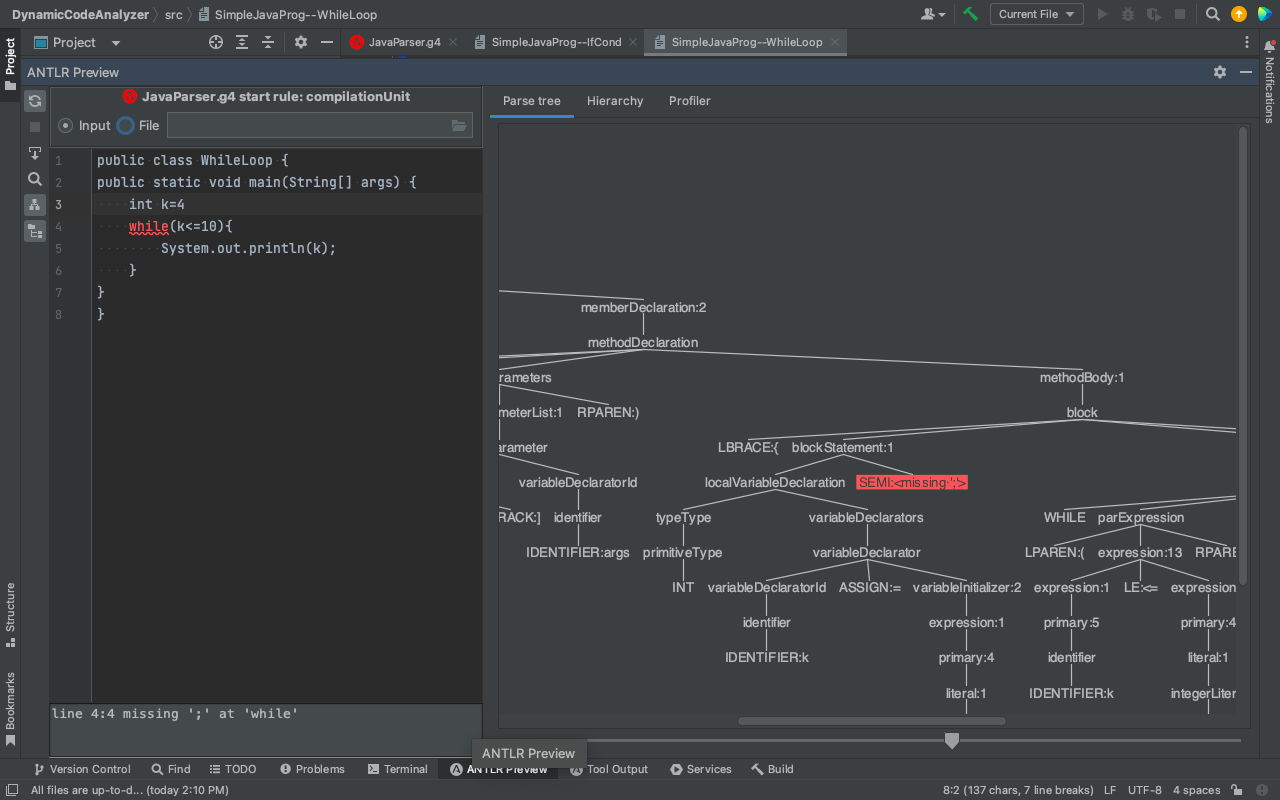 DynamicCodeAnalyzer 〉 src 〉 SimpleJavaProg--WhileLoop
Current File
Project
JavaParser.g4
SimpleJavaProg--IfCond
SimpleJavaProg--WhileLoop
Project
Notifications
ANTLR Preview
JavaParser.g4 start rule: compilationUnit
Input File
1 public class WhileLoop {
2 public static void main(String[] args) {
3 int k=4
4 while(k<=10){
5 System.out.println(k);
6 }
7 }
8 }
line 4:4 missing ';' at 'while'
Parse tree Hierarchy Profiler
memberDeclaration:2
methodDeclaration
rameters methodBody:1
meterList:1 RPAREN:) block
arameter LBRACE:{ blockStatement:1
variableDeclaratorId localVariableDeclaration SEMI:<missing ';'>
RACK:] identifier typeType variableDeclarators WHILE parExpression
IDENTIFIER:args primitiveType variableDeclarator LPAREN:( expression:13 RPARE
INT variableDeclaratorId ASSIGN:= variableInitializer:2 expression:1 LE:<= expression
identifier expression:1 primary:5 primary:4
IDENTIFIER:k primary:4 identifier literal:1
literal:1 IDENTIFIER:k integerLiter
Structure
Bookmarks
ANTLR Preview
Version Control Find TODO Problems Terminal ANTLR Preview Tool Output Services Build
All files are up-to-d... (today 2:10 PM) 8:2 (137 chars, 7 line breaks) LF UTF-8 4 spaces